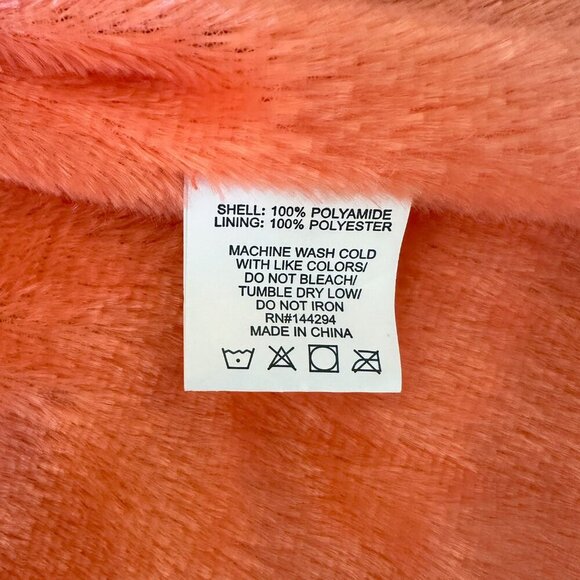 SHELL: 100% POLYAMIDE
LINING: 100% POLYESTER
MACHINE WASH COLD
WITH LIKE COLORS/
DO NOT BLEACH/
TUMBLE DRY LOW/
DO NOT IRON
RN#144294
MADE IN CHINA